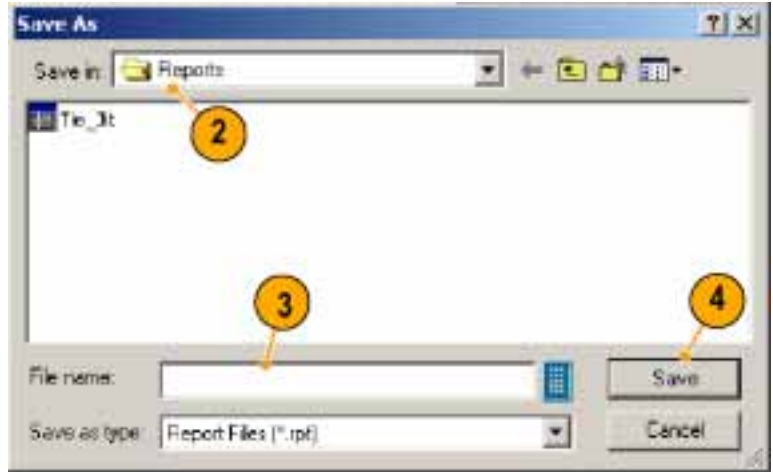 Save As
Save in: Reports
Tie_Jit
2
3
4
File name:
Save
Save as type: Report Files (*.rpt)
Cancel